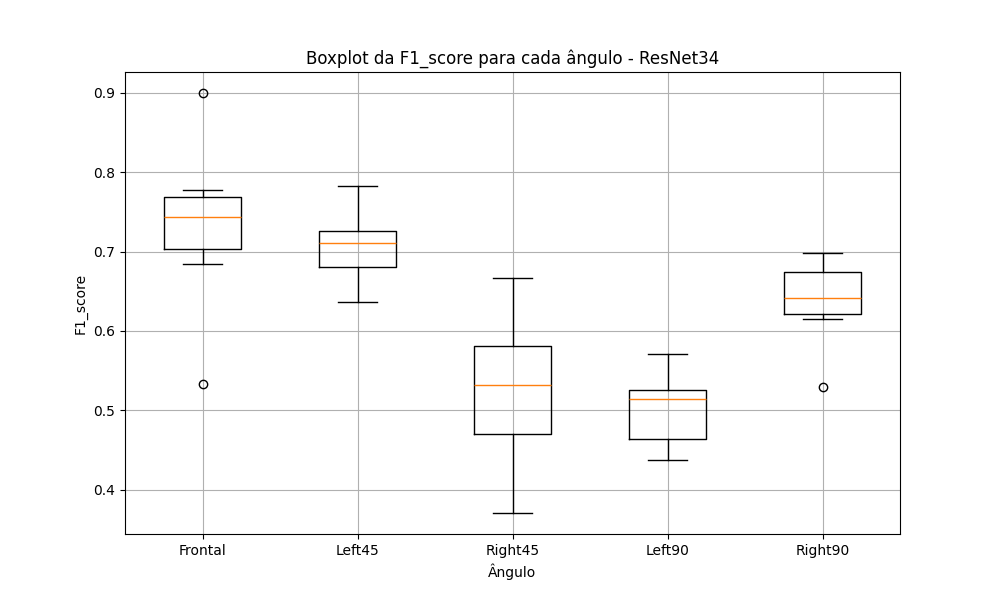 Boxplot da F1_score para cada ângulo - ResNet34
0.9
0.8
0.7
0.6
0.5
0.4
F1_score
Frontal Left45 Right45 Left90 Right90
Ângulo